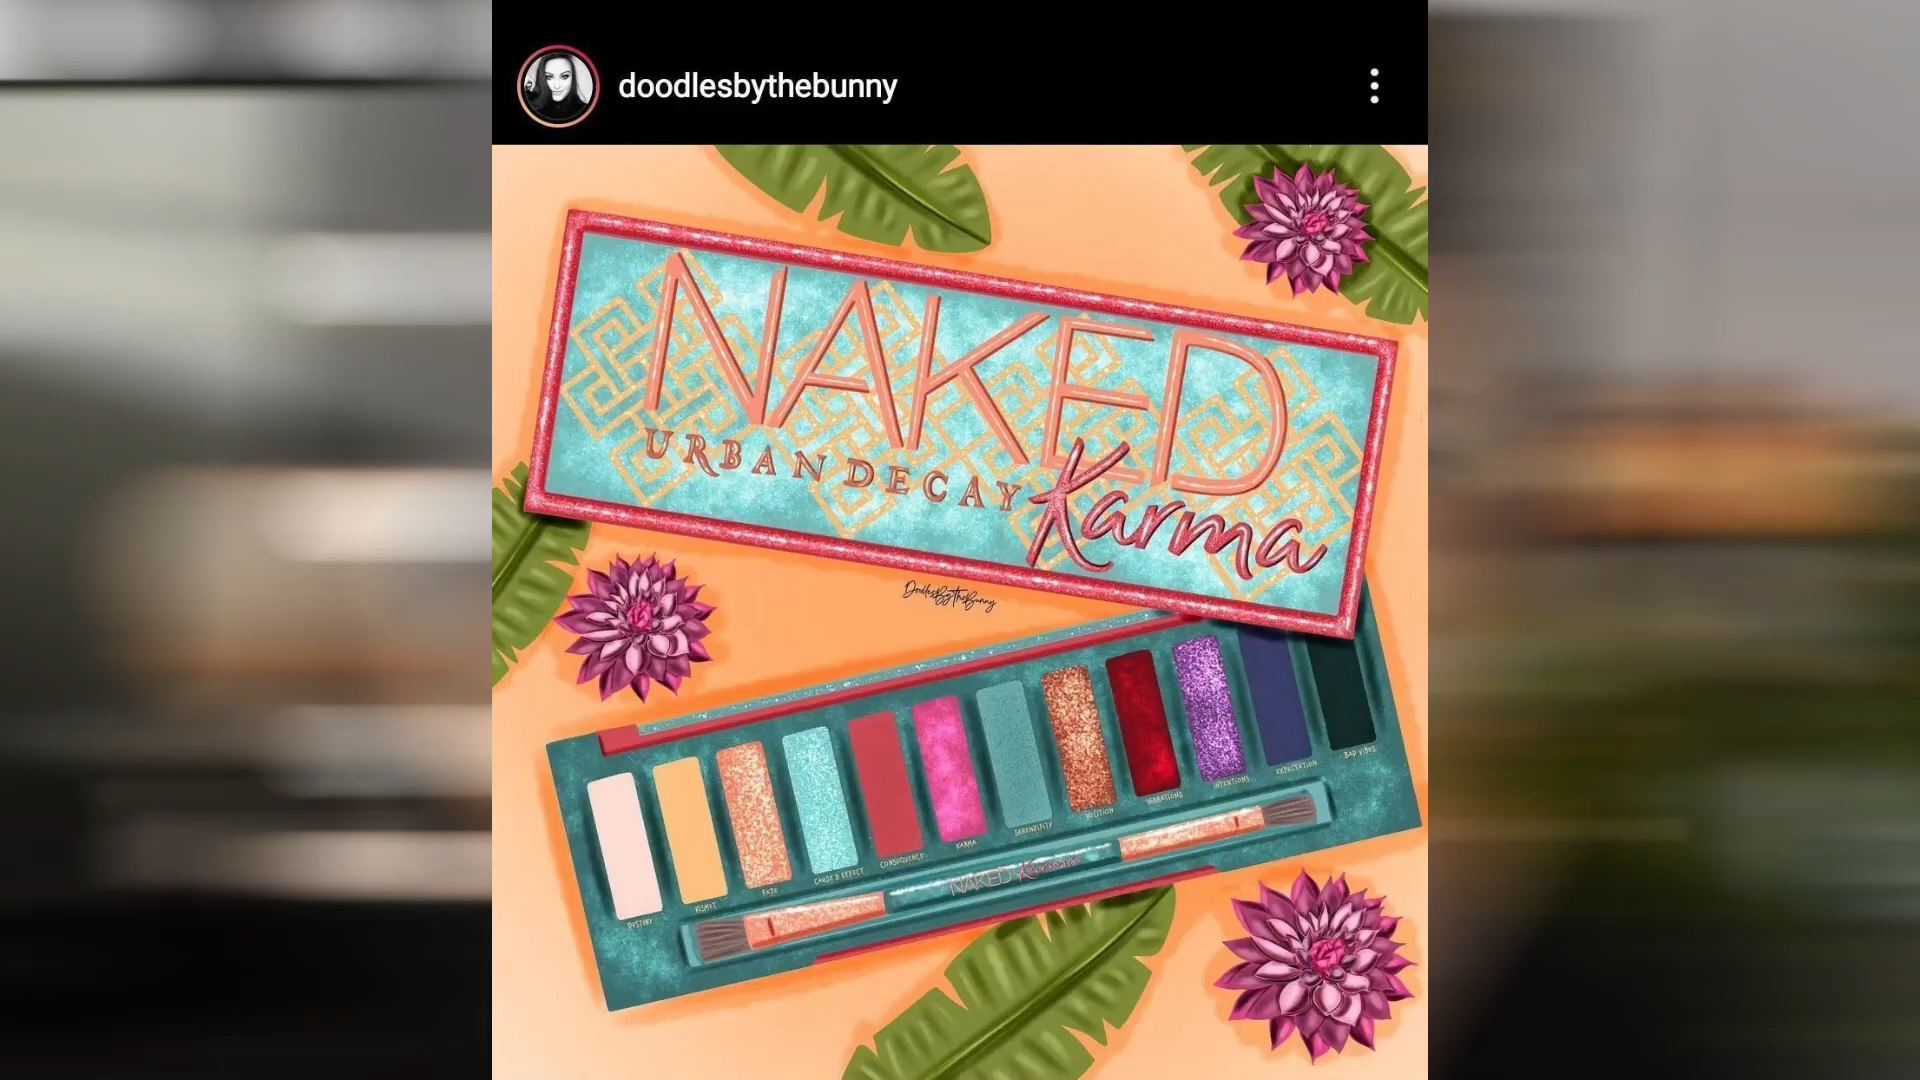 doodlesbythebunny
NAKED
URBAN DECAY
Karma
DoodlesByTheBunny
DESTINY
KISMET
FATE
CAUSE & EFFECT
CONSEQUENCE
KARMA
SERENDIPITY
VOLITION
VIBRATIONS
INTENTIONS
EXPECTATION
BAD VIBES
NAKED Karma